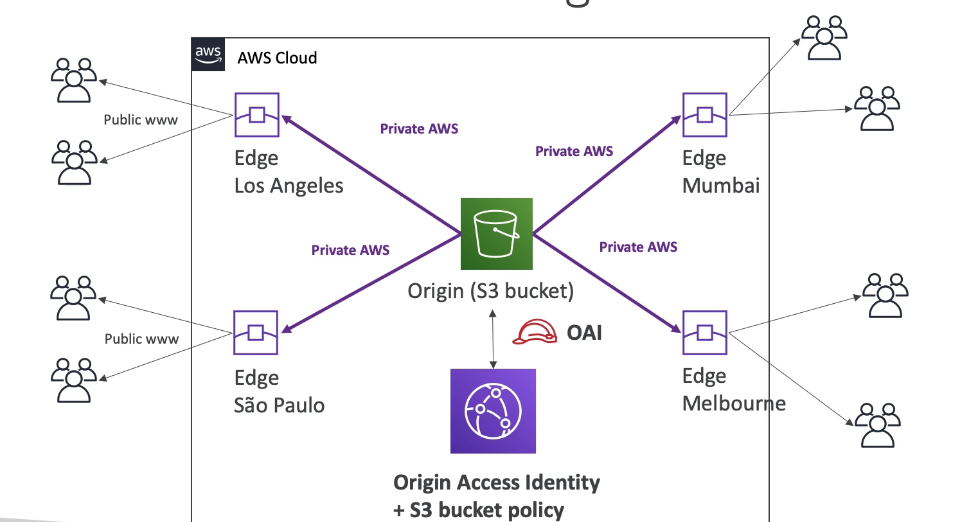 aws
AWS Cloud
Public www
Edge
Los Angeles
Private AWS
Private AWS
Edge
Mumbai
Private AWS
Private AWS
Origin (S3 bucket)
OAI
Public www
Edge
São Paulo
Edge
Melbourne
Origin Access Identity
+ S3 bucket policy